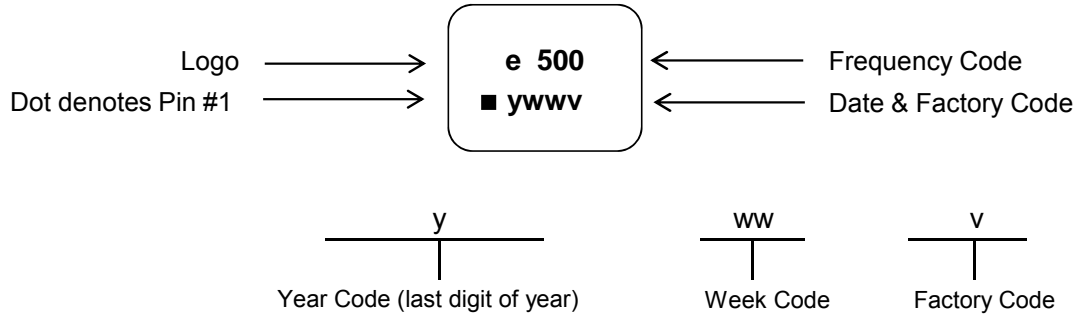 Logo e 500 Frequency Code
Dot denotes Pin #1 ■ ywwv Date & Factory Code
y ww v
Year Code (last digit of year) Week Code Factory Code